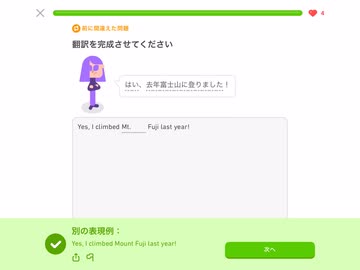 4
前に間違えた問題
翻訳を完成させてください
はい、去年富士山に登りました！
Yes, I climbed Mt. Fuji last year!
別の表現例：
Yes, I climbed Mount Fuji last year!
次へ